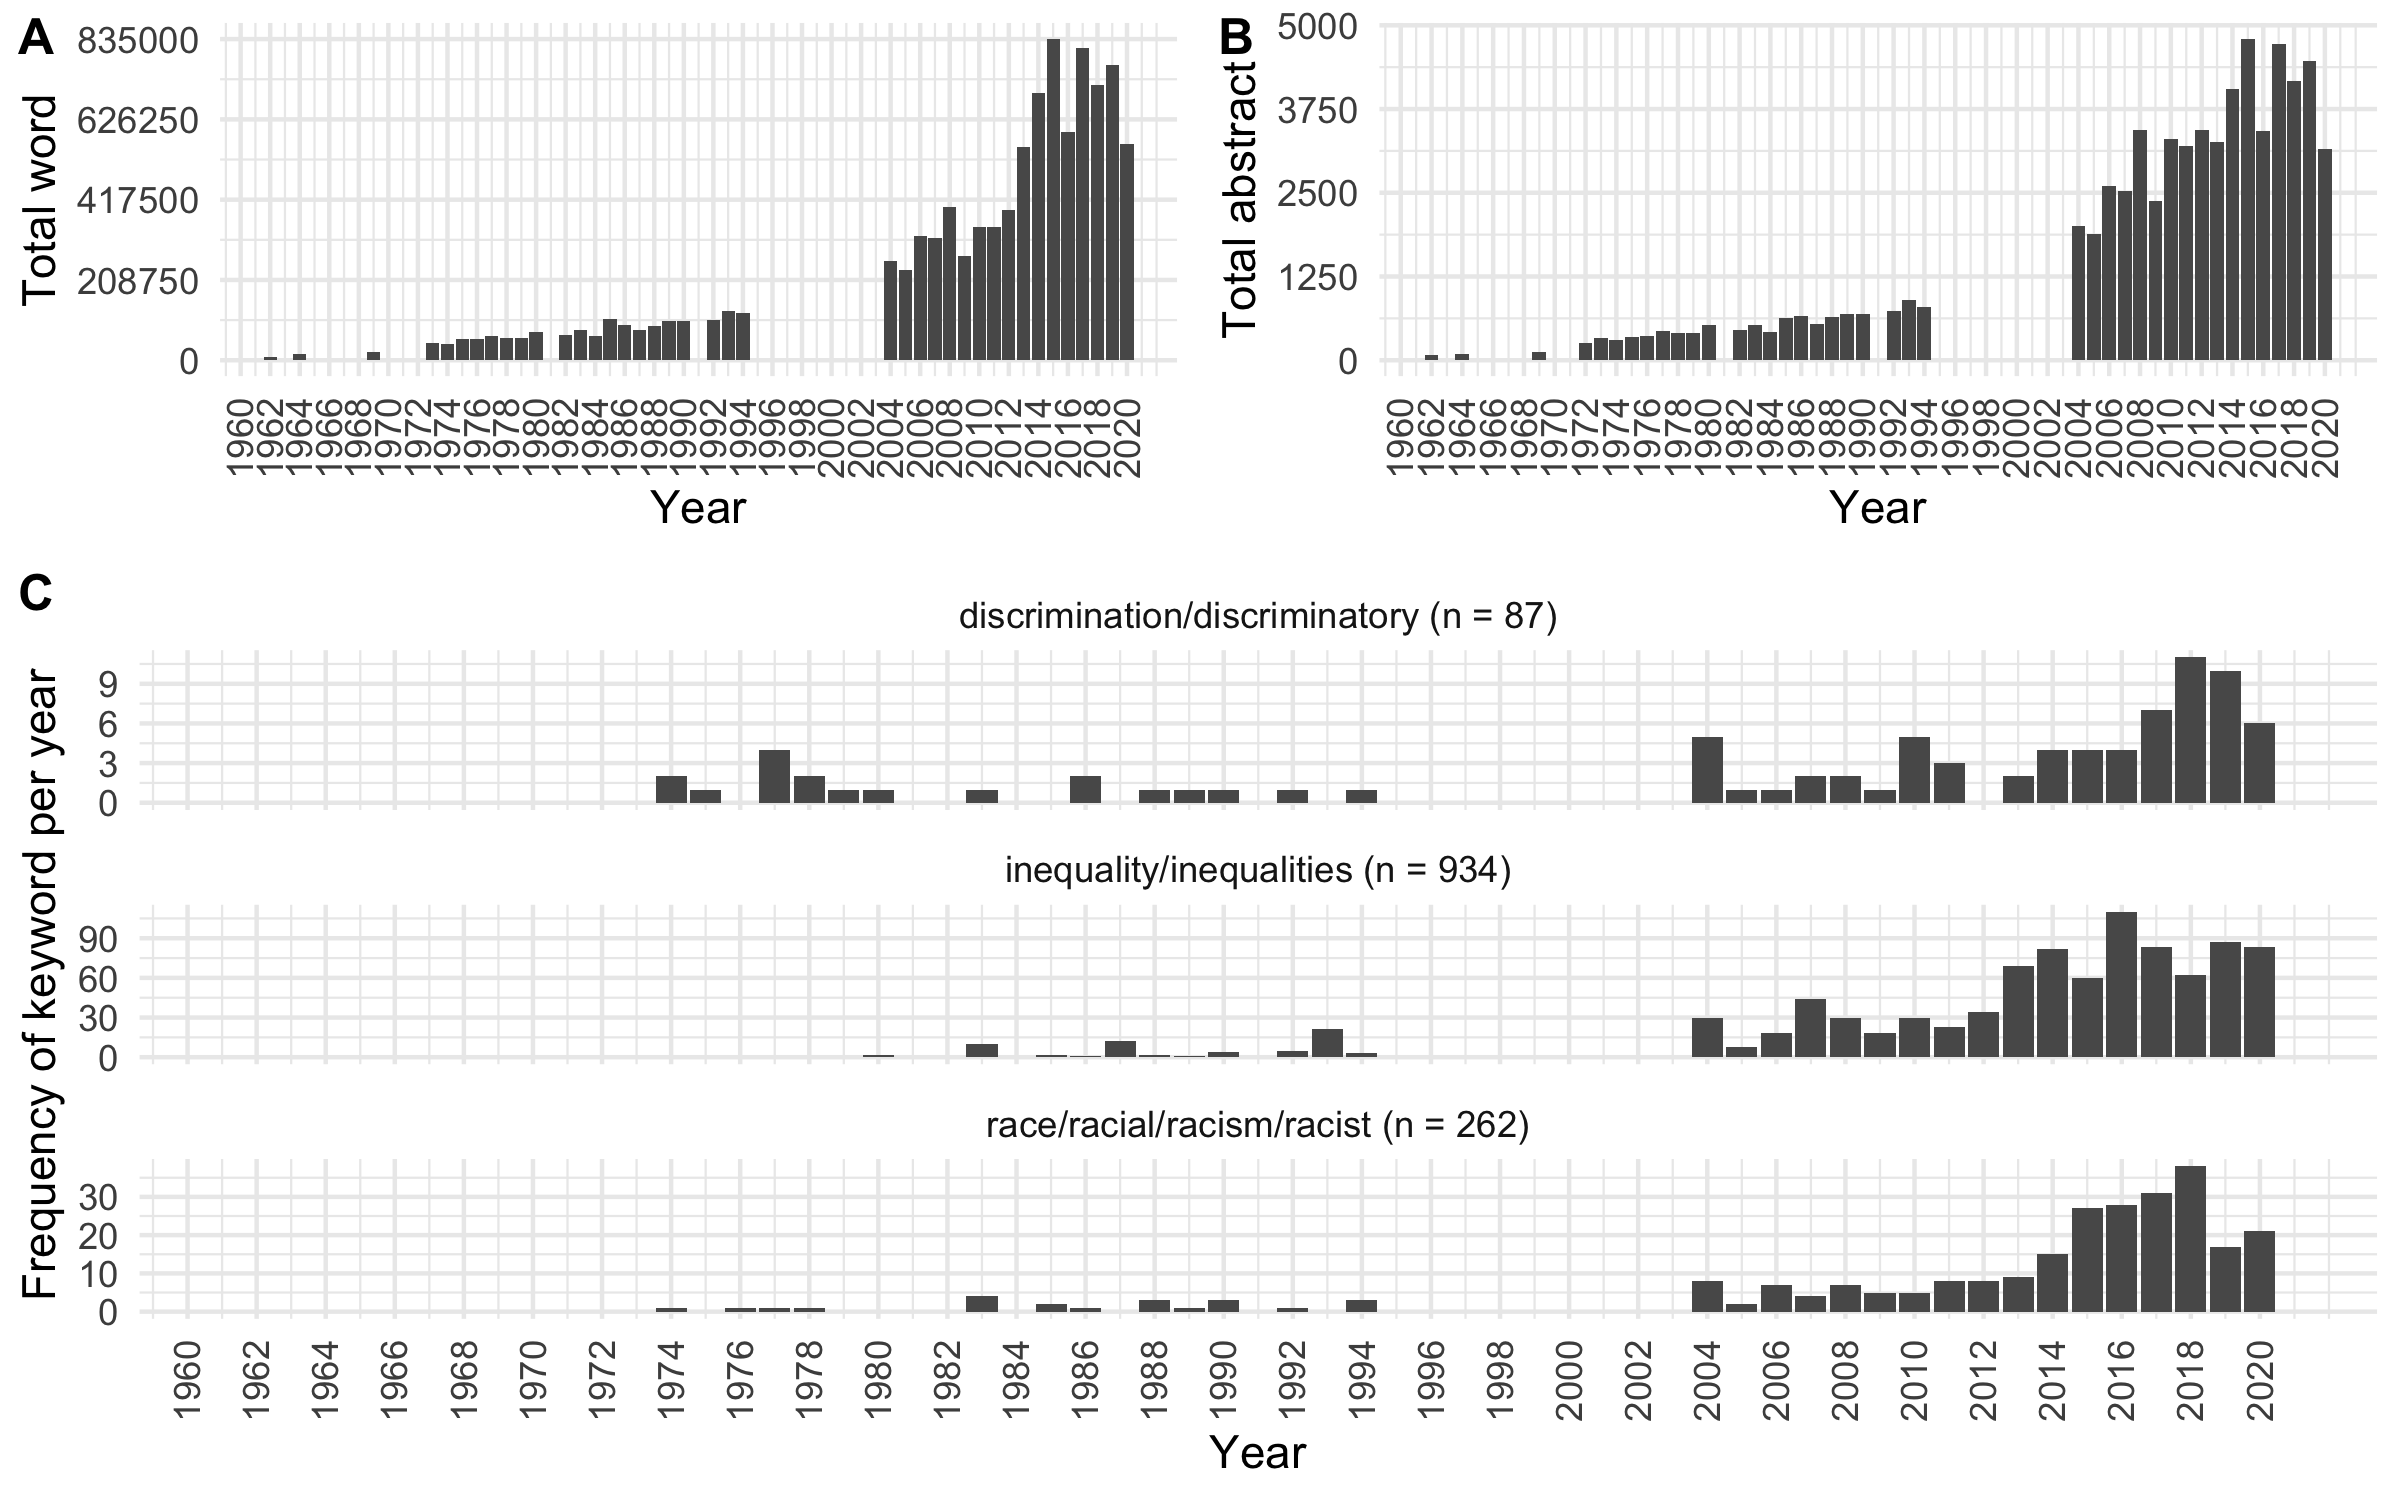 A
Total word
835000
626250
417500
208750
0
1960 1962 1964 1966 1968 1970 1972 1974 1976 1978 1980 1982 1984 1986 1988 1990 1992 1994 1996 1998 2000 2002 2004 2006 2008 2010 2012 2014 2016 2018 2020
Year
B
Total abstract
5000
3750
2500
1250
0
1960 1962 1964 1966 1968 1970 1972 1974 1976 1978 1980 1982 1984 1986 1988 1990 1992 1994 1996 1998 2000 2002 2004 2006 2008 2010 2012 2014 2016 2018 2020
Year
C
Frequency of keyword per year
discrimination/discriminatory (n = 87)
9
6
3
0
inequality/inequalities (n = 934)
90
60
30
0
race/racial/racism/racist (n = 262)
30
20
10
0
1960 1962 1964 1966 1968 1970 1972 1974 1976 1978 1980 1982 1984 1986 1988 1990 1992 1994 1996 1998 2000 2002 2004 2006 2008 2010 2012 2014 2016 2018 2020
Year